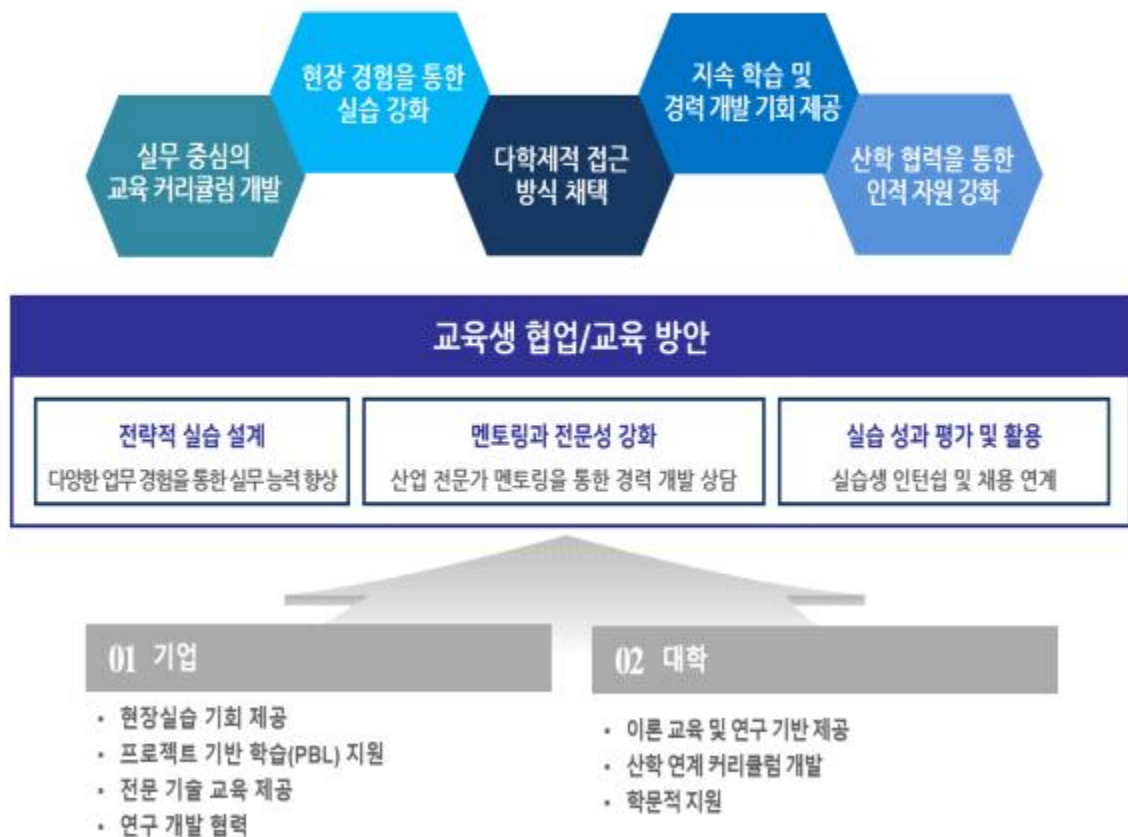 현장 경험을 통한
실습 강화
지속 학습 및
경력 개발 기회 제공
실무 중심의
교육 커리큘럼 개발
다학제적 접근
방식 채택
산학 협력을 통한
인적 자원 강화
교육생 협업/교육 방안
전략적 실습 설계
다양한 업무 경험을 통한 실무 능력 향상
멘토링과 전문성 강화
산업 전문가 멘토링을 통한 경력 개발 상담
실습 성과 평가 및 활용
실습생 인턴쉽 및 채용 연계
01 기업
• 현장실습 기회 제공
• 프로젝트 기반 학습(PBL) 지원
• 전문 기술 교육 제공
• 연구 개발 협력
02 대학
• 이론 교육 및 연구 기반 제공
• 산학 연계 커리큘럼 개발
• 학문적 지원